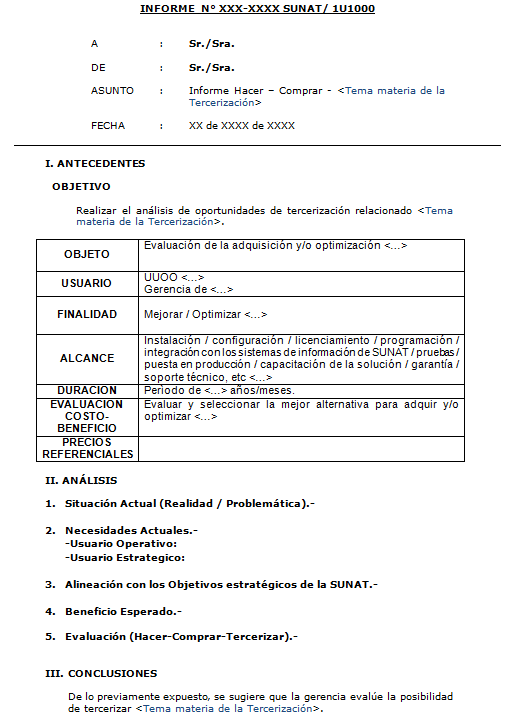 INFORME N° XXX-XXXX SUNAT/ 1U1000
A : Sr./Sra.
DE : Sr./Sra.
ASUNTO : Informe Hacer – Comprar - <Tema materia de la
Tercerización>
FECHA : XX de XXXX de XXXX
I. ANTECEDENTES
OBJETIVO
Realizar el análisis de oportunidades de tercerización relacionado <Tema
materia de la Tercerización>.
OBJETO
Evaluación de la adquisición y/o optimización <...>
USUARIO
UUOO <...>
Gerencia de <...>
FINALIDAD
Mejorar / Optimizar <...>
ALCANCE
Instalación / configuración / licenciamiento / programación /
integración con los sistemas de información de SUNAT / pruebas /
puesta en producción / capacitación de la solución / garantía /
soporte técnico, etc <...>
DURACION
Periodo de <...> años/meses.
EVALUACION
COSTO-
BENEFICIO
Evaluar y seleccionar la mejor alternativa para adquir y/o
optimizar <...>
PRECIOS
REFERENCIALES
II. ANÁLISIS
1. Situación Actual (Realidad / Problemática).-
2. Necesidades Actuales.-
-Usuario Operativo:
-Usuario Estrategico:
3. Alineación con los Objetivos estratégicos de la SUNAT.-
4. Beneficio Esperado.-
5. Evaluación (Hacer-Comprar-Tercerizar).-
III. CONCLUSIONES
De lo previamente expuesto, se sugiere que la gerencia evalúe la posibilidad
de tercerizar <Tema materia de la Tercerización>.